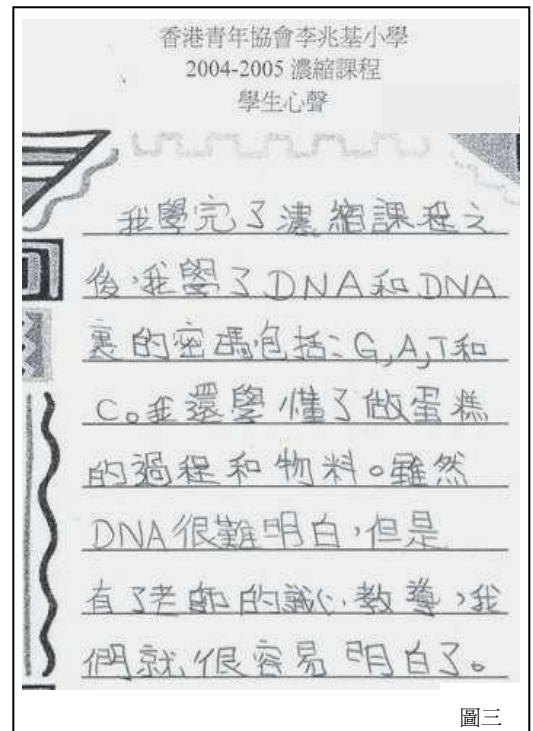 香港青年協會李兆基小學
2004-2005 濃縮課程
學生心聲
我學完了濃縮課程之
後，我學了DNA和DNA
裏的密碼包括：G,A,T和
C。我還學懂了做蛋糕
的過程和物料。雖然
DNA很難明白，但是
有了老師的誠心教導，我
們就很容易明白了。
圖三